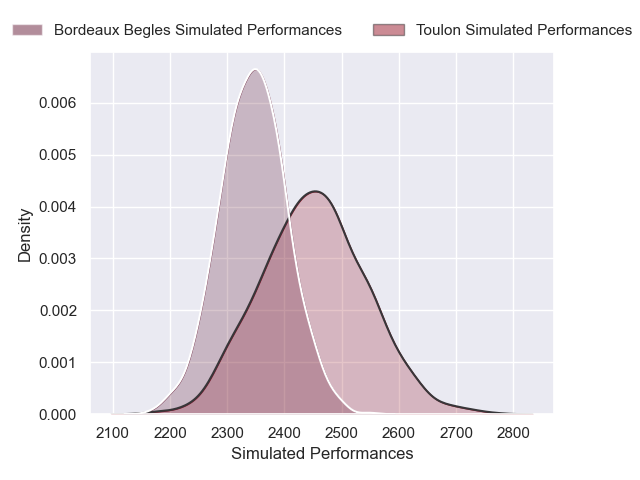 Bordeaux Begles Simulated Performances
Toulon Simulated Performances
0.006
0.005
0.004
0.003
0.002
0.001
0.000
Density
2100 2200 2300 2400 2500 2600 2700 2800
Simulated Performances